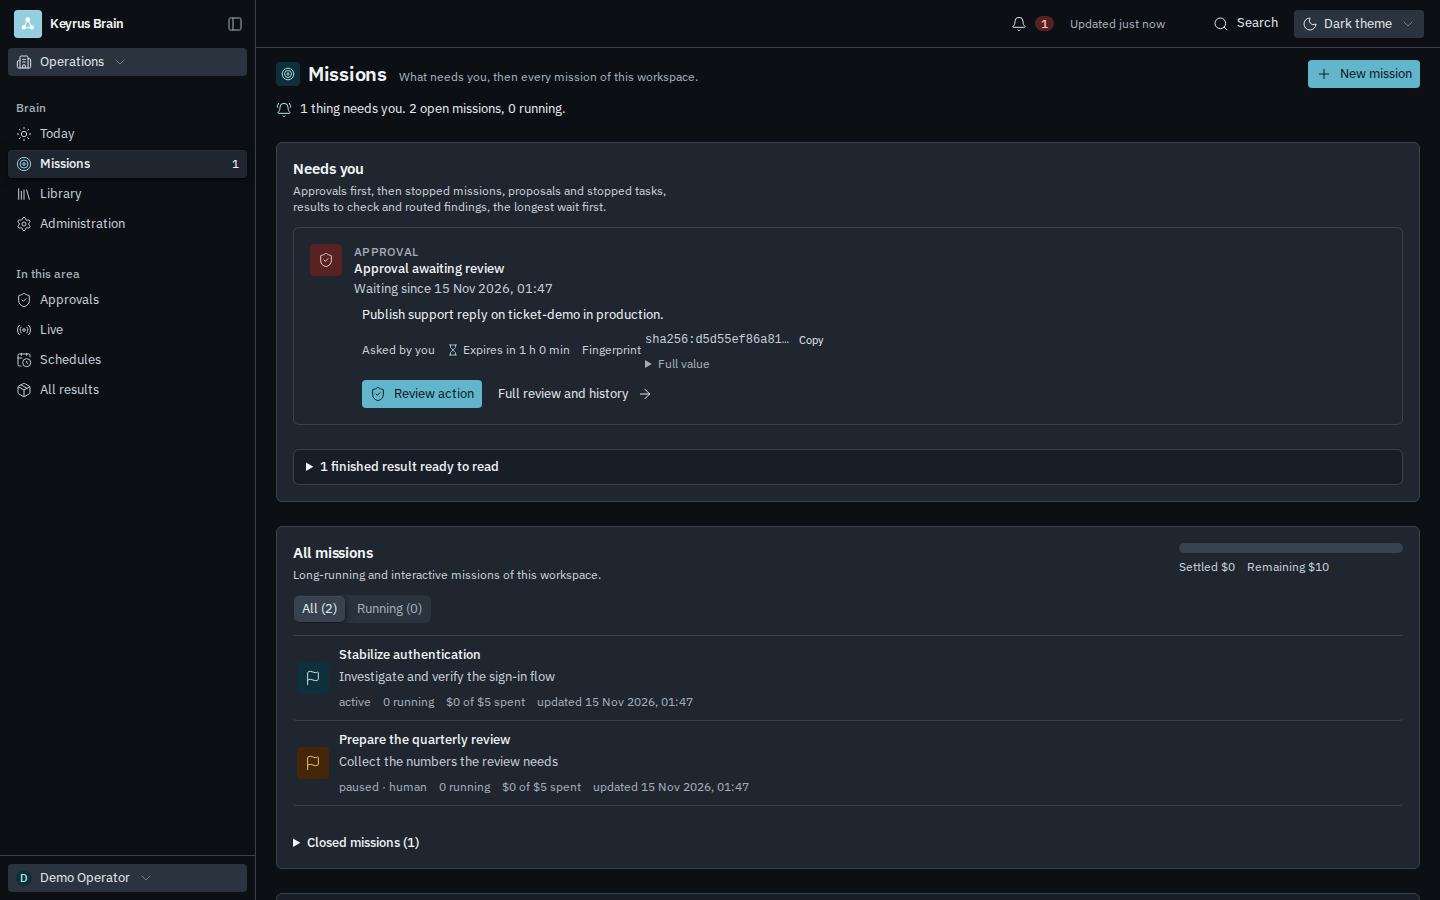 Keyrus Brain
1
Updated just now
Search
Dark theme
Operations
Brain
Today
Missions
1
Library
Administration
In this area
Approvals
Live
Schedules
All results
D
Demo Operator
Missions
What needs you, then every mission of this workspace.
New mission
1 thing needs you. 2 open missions, 0 running.
Needs you
Approvals first, then stopped missions, proposals and stopped tasks,
results to check and routed findings, the longest wait first.
APPROVAL
Approval awaiting review
Waiting since 15 Nov 2026, 01:47
Publish support reply on ticket-demo in production.
Asked by you Expires in 1 h 0 min Fingerprint sha256:d5d55ef86a81… Copy
Full value
Review action
Full review and history
1 finished result ready to read
All missions
Long-running and interactive missions of this workspace.
Settled $0 Remaining $10
All (2)
Running (0)
Stabilize authentication
Investigate and verify the sign-in flow
active 0 running $0 of $5 spent updated 15 Nov 2026, 01:47
Prepare the quarterly review
Collect the numbers the review needs
paused · human 0 running $0 of $5 spent updated 15 Nov 2026, 01:47
Closed missions (1)